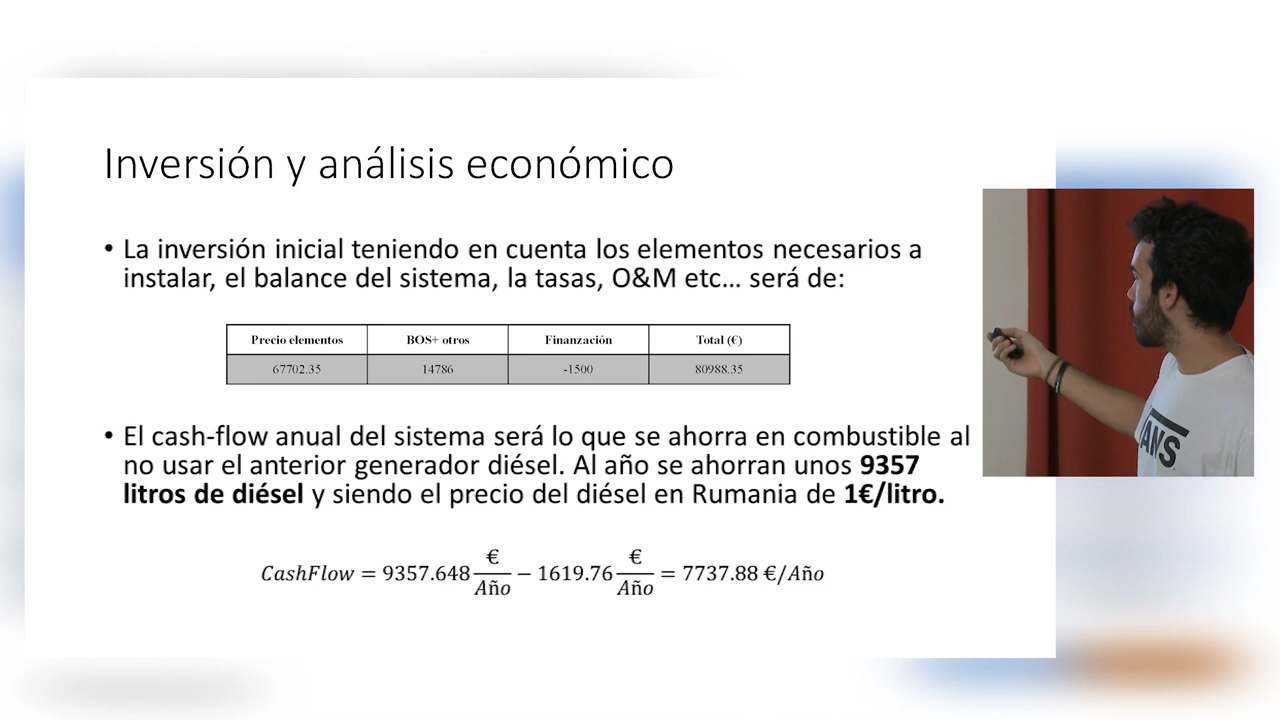 Inversión y análisis económico
• La inversión inicial teniendo en cuenta los elementos necesarios a
instalar, el balance del sistema, la tasas, O&M etc... será de:
Precio elementos BOS+ otros Finanzación Total (€)
67702.35 14786 -1500 80988.35
• El cash-flow anual del sistema será lo que se ahorra en combustible al
no usar el anterior generador diésel. Al año se ahorran unos 9357
litros de diésel y siendo el precio del diésel en Rumania de 1€/litro.
CashFlow = 9357.648 €/Año − 1619.76 €/Año = 7737.88 €/Año
VANS